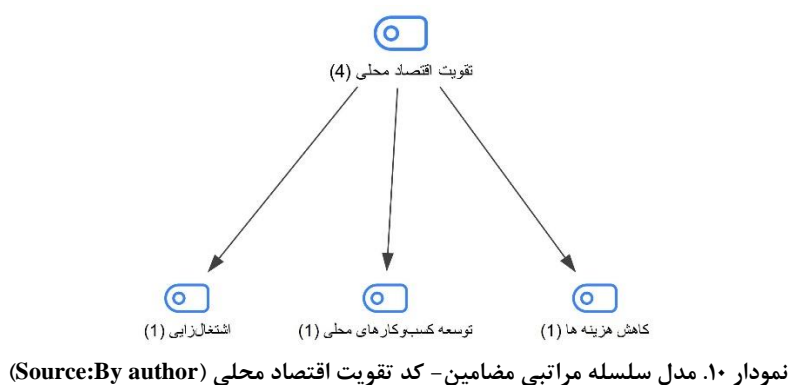 تقویت اقتصاد محلی (4)
کاهش هزینه ها (1)
توسعه کسب‌وکارهای محلی (1)
اشتغال‌زایی (1)
نمودار ۱۰. مدل سلسله مراتبی مضامین- کد تقویت اقتصاد محلی (Source:By author)